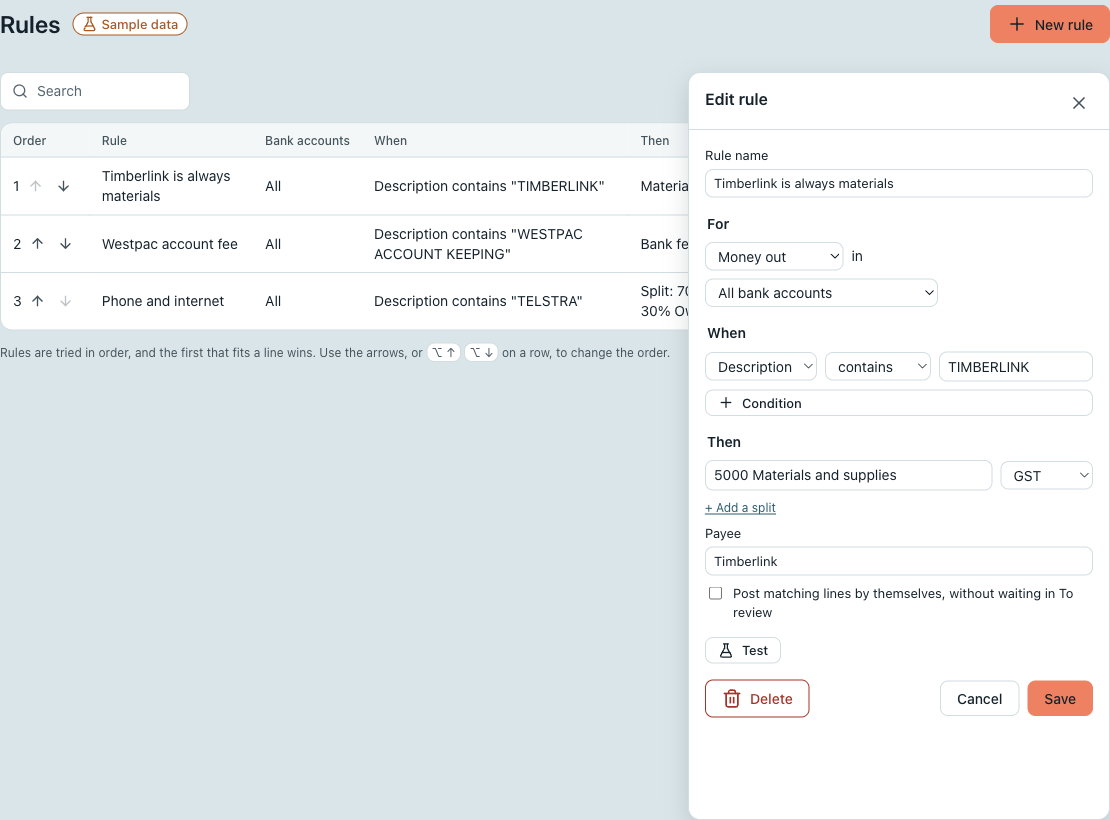 Rules
Sample data
New rule
Search
Order Rule Bank accounts When Then
1 Timberlink is always materials All Description contains "TIMBERLINK"
2 Westpac account fee All Description contains "WESTPAC ACCOUNT KEEPING" Bank
3 Phone and internet All Description contains "TELSTRA" Split:
30%
Rules are tried in order, and the first that fits a line wins. Use the arrows, or ⌥↑ ⌥↓ on a row, to change the order.
Edit rule
Rule name
Timberlink is always materials
For
Money out in
All bank accounts
When
Description contains TIMBERLINK
+ Condition
Then
5000 Materials and supplies GST
+ Add a split
Payee
Timberlink
Post matching lines by themselves, without waiting in To
review
Test
Delete Cancel Save